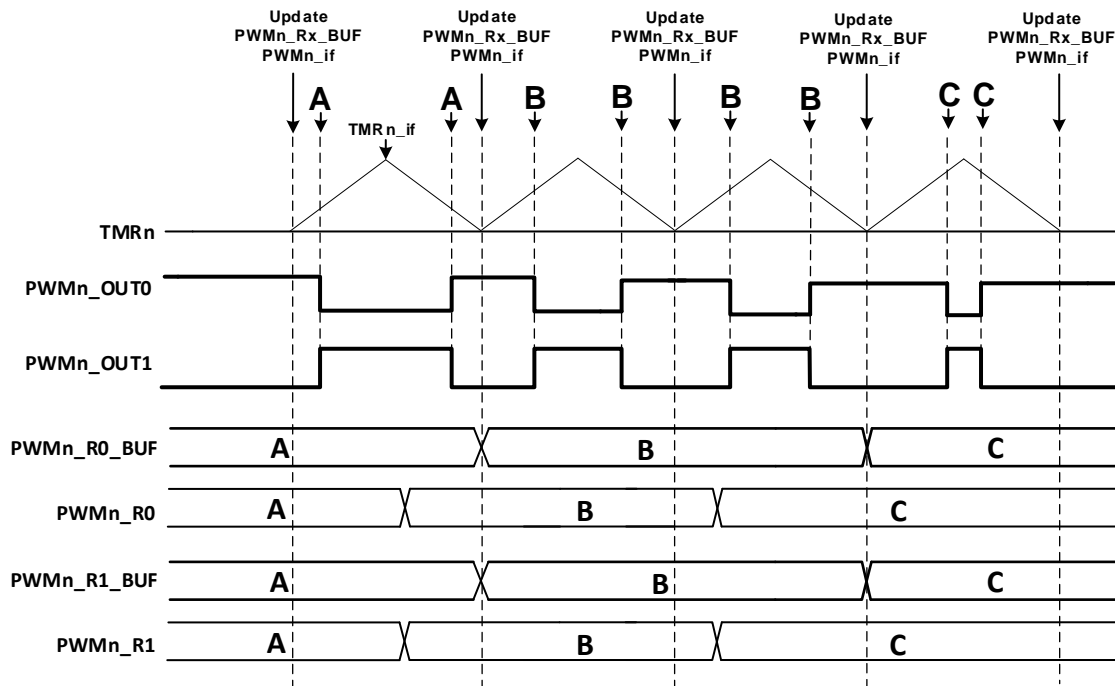 Update Update Update Update Update
PWMn_Rx_BUF PWMn_Rx_BUF PWMn_Rx_BUF PWMn_Rx_BUF PWMn_Rx_BUF
PWMn_if PWMn_if PWMn_if PWMn_if PWMn_if
A A B B B B C C
TMRn_if
TMRn
PWMn_OUT0
PWMn_OUT1
PWMn_R0_BUF A B C
PWMn_R0 A B C
PWMn_R1_BUF A B C
PWMn_R1 A B C